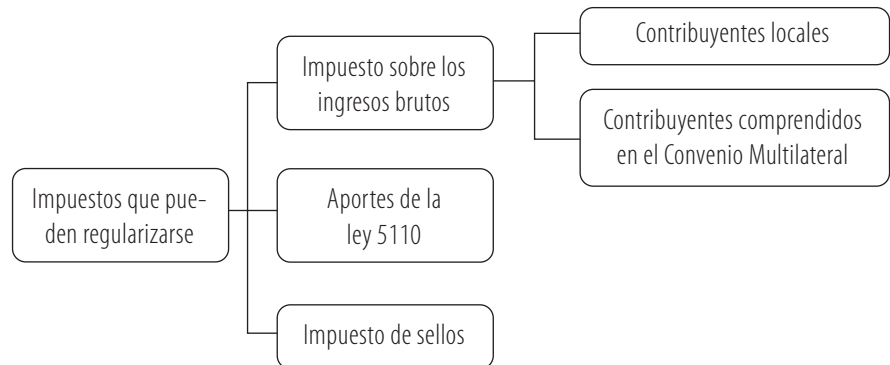 Impuestos que pue-
den regularizarse
Impuesto sobre los
ingresos brutos
Contribuyentes locales
Contribuyentes comprendidos
en el Convenio Multilateral
Aportes de la
ley 5110
Impuesto de sellos